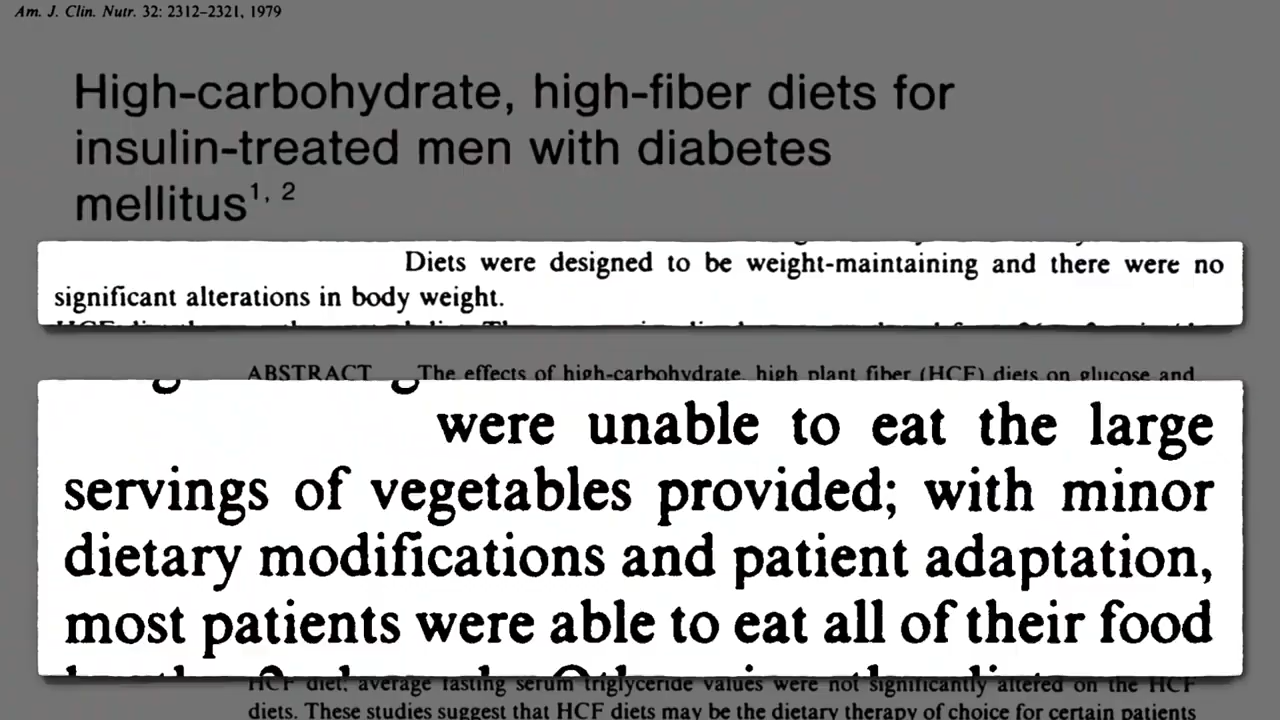 Am. J. Clin. Nutr. 32: 2312–2321, 1979
High-carbohydrate, high-fiber diets for
insulin-treated men with diabetes
mellitus¹, ²
Diets were designed to be weight-maintaining and there were no
significant alterations in body weight.
ABSTRACT The effects of high-carbohydrate, high plant fiber (HCF) diets on glucose and
were unable to eat the large
servings of vegetables provided; with minor
dietary modifications and patient adaptation,
most patients were able to eat all of their food
HCF diet; average fasting serum triglyceride values were not significantly altered on the HCF
diets. These studies suggest that HCF diets may be the dietary therapy of choice for certain patients